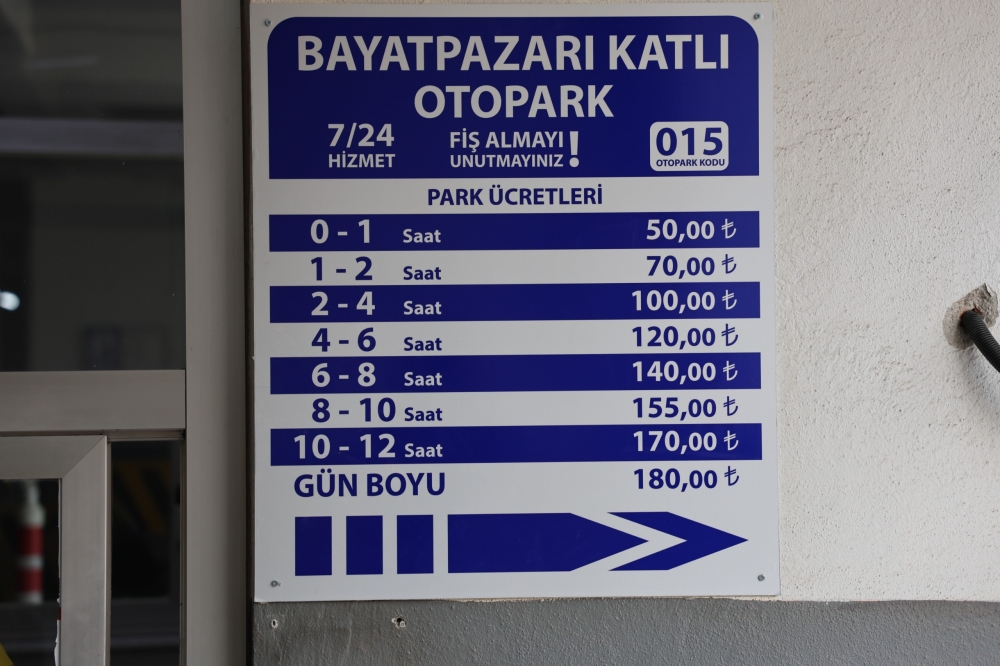 BAYATPAZARI KATLI
OTOPARK
7/24
HİZMET
FİŞ ALMAYI
UNUTMAYINIZ!
015
OTOPARK KODU
PARK ÜCRETLERİ
0 - 1 Saat 50,00 ₺
1 - 2 Saat 70,00 ₺
2 - 4 Saat 100,00 ₺
4 - 6 Saat 120,00 ₺
6 - 8 Saat 140,00 ₺
8 - 10 Saat 155,00 ₺
10 - 12 Saat 170,00 ₺
GÜN BOYU 180,00 ₺